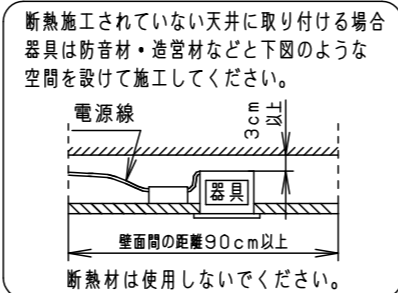 断熱施工されていない天井に取り付ける場合
器具は防音材・造営材などと下図のような
空間を設けて施工してください。
電源線
3cm
以上
器具
壁面間の距離90cm以上
断熱材は使用しないでください。